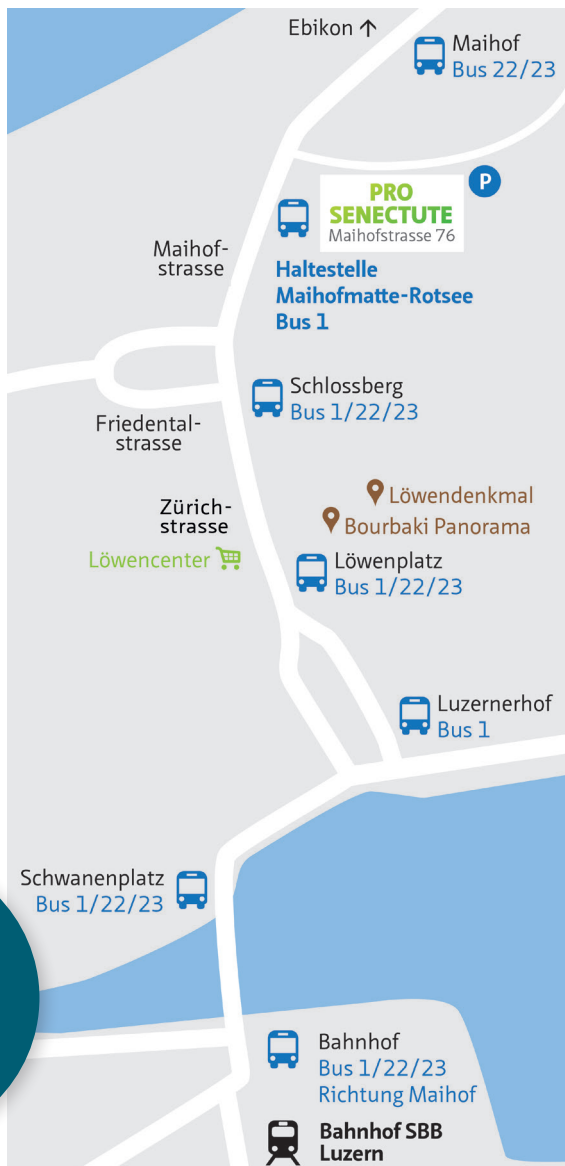 Ebikon ↑
Maihof
Bus 22/23
P
PRO
SENECTUTE
Maihofstrasse 76
Maihof-
strasse
Haltestelle
Maihofmatte-Rotsee
Bus 1
Schlossberg
Bus 1/22/23
Friedental-
strasse
Löwendenkmal
Zürich-
strasse
Bourbaki Panorama
Löwencenter
Löwenplatz
Bus 1/22/23
Luzernerhof
Bus 1
Schwanenplatz
Bus 1/22/23
Bahnhof
Bus 1/22/23
Richtung Maihof
Bahnhof SBB
Luzern